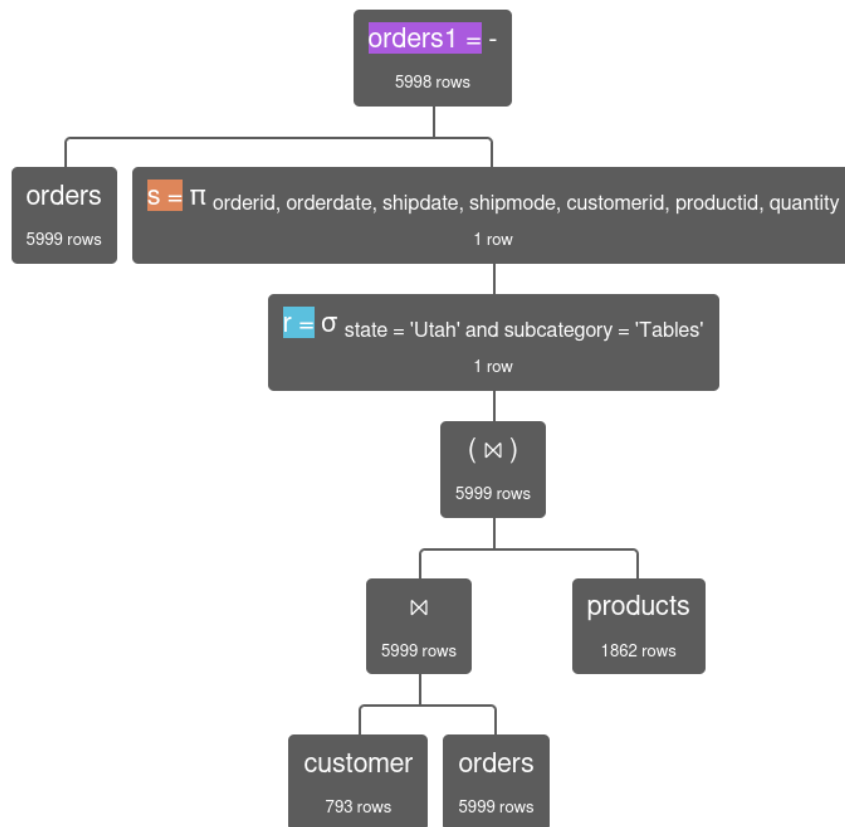 orders1 = -
5998 rows
orders
5999 rows
s = π orderid, orderdate, shipdate, shipmode, customerid, productid, quantity
1 row
r = σ state = 'Utah' and subcategory = 'Tables'
1 row
( ⋈ )
5999 rows
⋈
5999 rows
products
1862 rows
customer
793 rows
orders
5999 rows